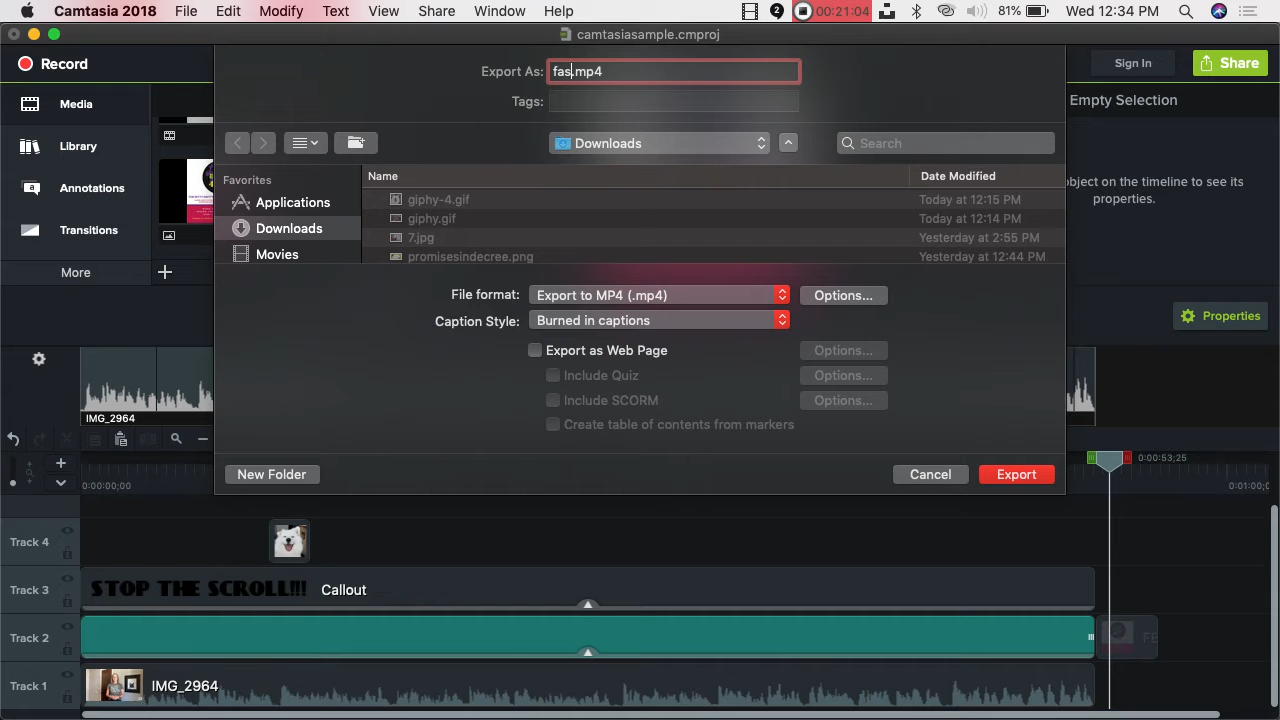 Camtasia 2018 File Edit Modify Text View Share Window Help 2 00:21:04 81% Wed 12:34 PM
camtasiasample.cmproj
Record
Export As: fas.mp4
Sign In
Share
Tags:
Media
Empty Selection
Library
Downloads
Search
Favorites
Name
Date Modified
Applications
giphy-4.gif Today at 12:15 PM
object on the timeline to see its
properties.
Annotations
giphy.gif Today at 12:14 PM
Downloads
Transitions
7.jpg Yesterday at 2:55 PM
Movies
promisesindecree.png Yesterday at 12:44 PM
More
File format: Export to MP4 (.mp4) Options...
Caption Style: Burned in captions
Properties
Export as Web Page Options...
Include Quiz Options...
Include SCORM Options...
IMG_2964
Create table of contents from markers
New Folder Cancel Export
0:00:53;25
0:00:00;00
0:01:00;
Track 4
Track 3 STOP THE SCROLL!!! Callout
Track 2 FE
Track 1 IMG_2964